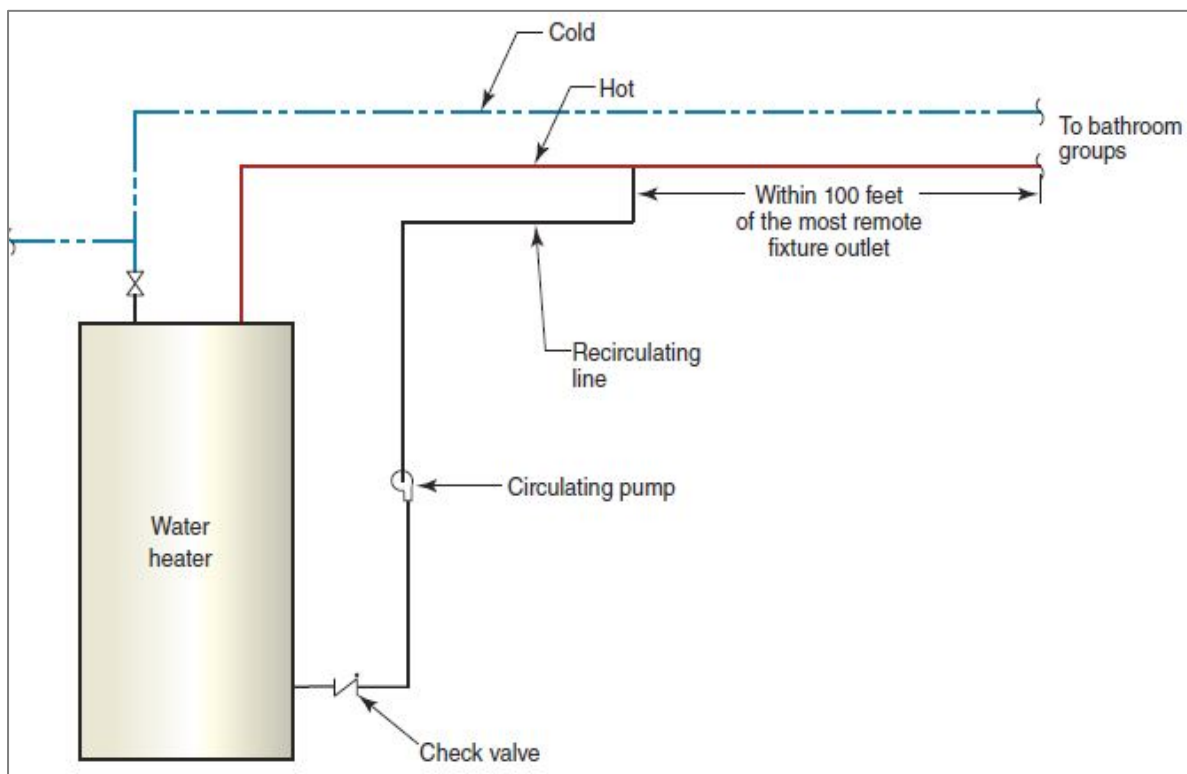 Cold
Hot
To bathroom
groups
Within 100 feet
of the most remote
fixture outlet
Recirculating
line
Circulating pump
Water
heater
Check valve